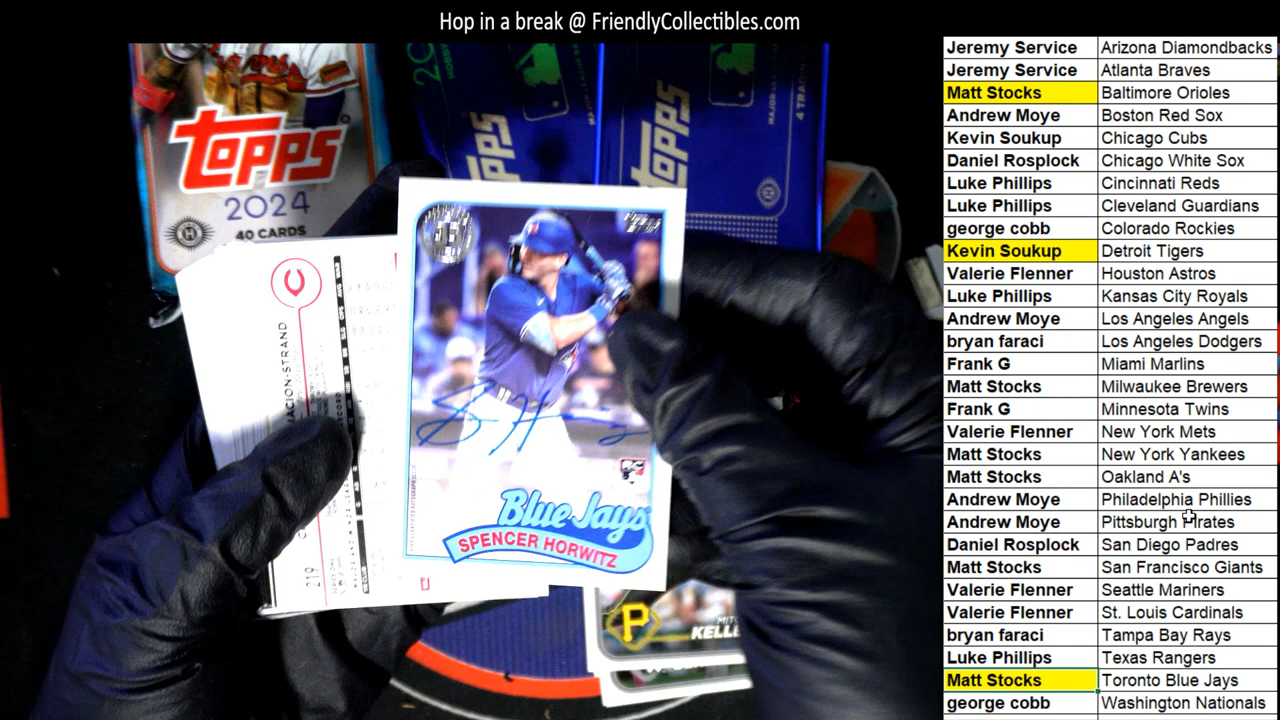 Hop in a break @ FriendlyCollectibles.com
topps
2024
40 CARDS
topps
topps
35
Blue Jays
SPENCER HORWITZ
219
P
KELLE
Jeremy Service Arizona Diamondbacks
Jeremy Service Atlanta Braves
Matt Stocks Baltimore Orioles
Andrew Moye Boston Red Sox
Kevin Soukup Chicago Cubs
Daniel Rosplock Chicago White Sox
Luke Phillips Cincinnati Reds
Luke Phillips Cleveland Guardians
george cobb Colorado Rockies
Kevin Soukup Detroit Tigers
Valerie Flenner Houston Astros
Luke Phillips Kansas City Royals
Andrew Moye Los Angeles Angels
bryan faraci Los Angeles Dodgers
Frank G Miami Marlins
Matt Stocks Milwaukee Brewers
Frank G Minnesota Twins
Valerie Flenner New York Mets
Matt Stocks New York Yankees
Matt Stocks Oakland A's
Andrew Moye Philadelphia Phillies
Andrew Moye Pittsburgh Pirates
Daniel Rosplock San Diego Padres
Matt Stocks San Francisco Giants
Valerie Flenner Seattle Mariners
Valerie Flenner St. Louis Cardinals
bryan faraci Tampa Bay Rays
Luke Phillips Texas Rangers
Matt Stocks Toronto Blue Jays
george cobb Washington Nationals